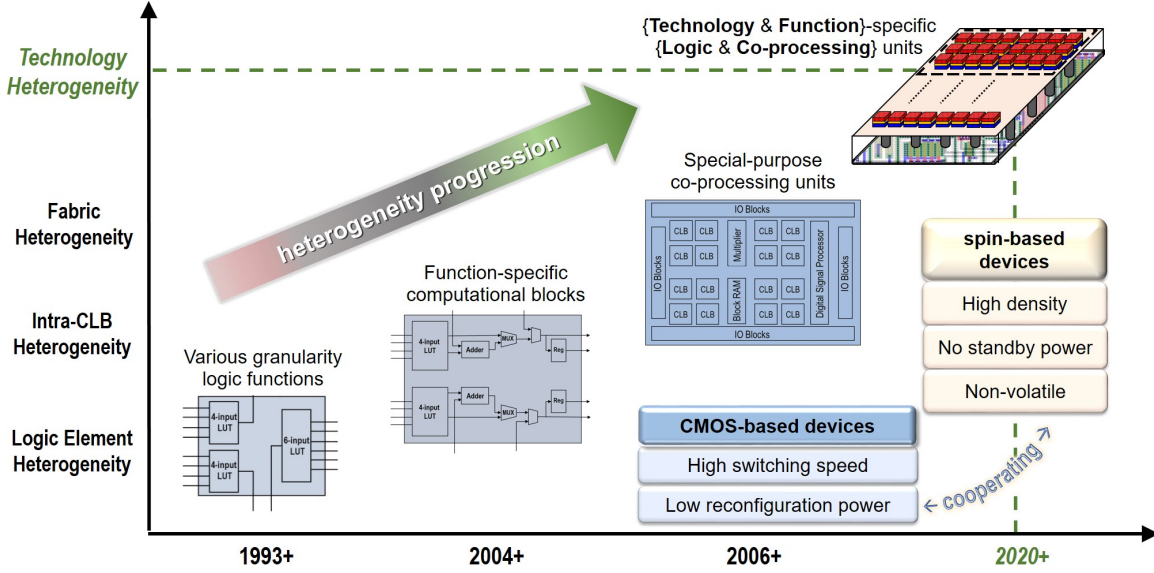 {Technology & Function}-specific
{Logic & Co-processing} units
Technology
Heterogeneity
heterogeneity progression
Special-purpose
co-processing units
IO Blocks
IO Blocks
CLB
CLB
Multiplier
CLB
CLB
Digital Signal Processor
IO Blocks
CLB
CLB
CLB
CLB
CLB
CLB
Block RAM
CLB
CLB
CLB
CLB
CLB
CLB
IO Blocks
Fabric
Heterogeneity
spin-based
devices
High density
No standby power
Non-volatile
Function-specific
computational blocks
4-input
LUT
Adder
MUX
Reg
4-input
LUT
Adder
MUX
Reg
Intra-CLB
Heterogeneity
Various granularity
logic functions
4-input
LUT
6-input
LUT
4-input
LUT
CMOS-based devices
High switching speed
Low reconfiguration power
cooperating
Logic Element
Heterogeneity
1993+
2004+
2006+
2020+